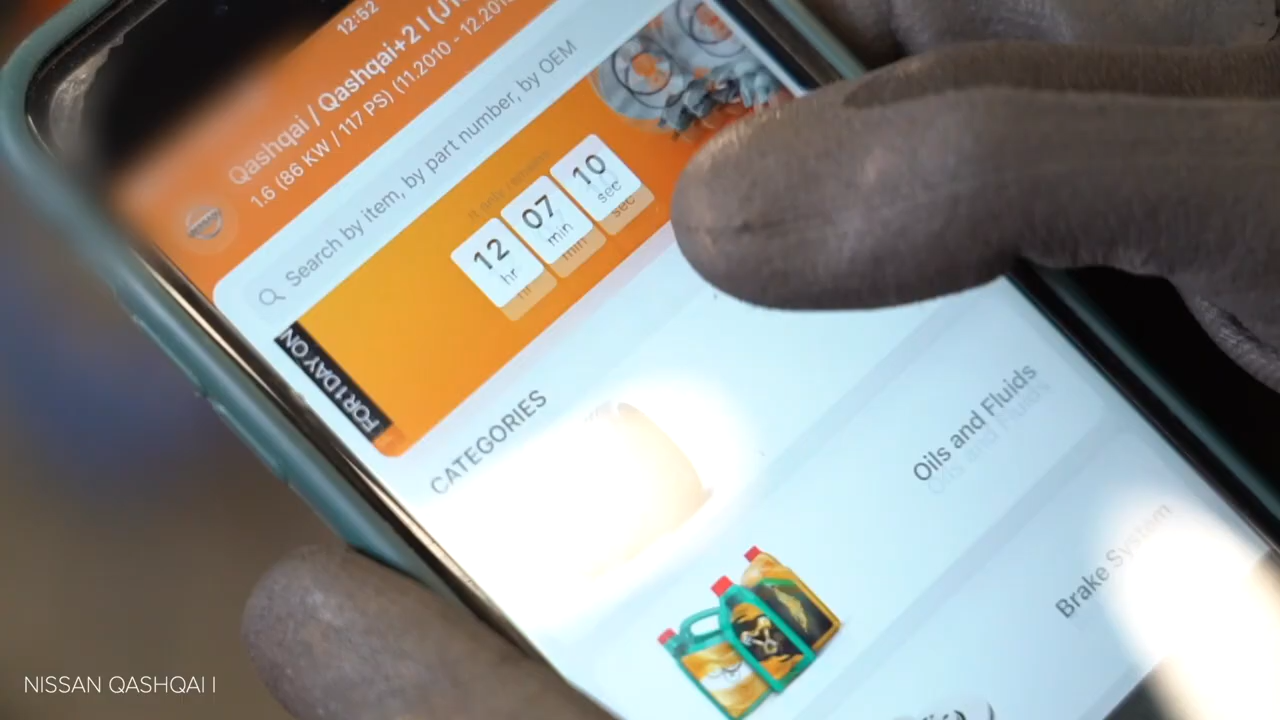 12:52
Qashqai / Qashqai+2 I (J1
1.6 (86 KW / 117 PS) (11.2010 - 12.201
Search by item, by part number, by OEM
12 07 10
hr min sec
FOR 1 DAY ON
CATEGORIES
Oils and Fluids
Brake System
NISSAN QASHQAI I